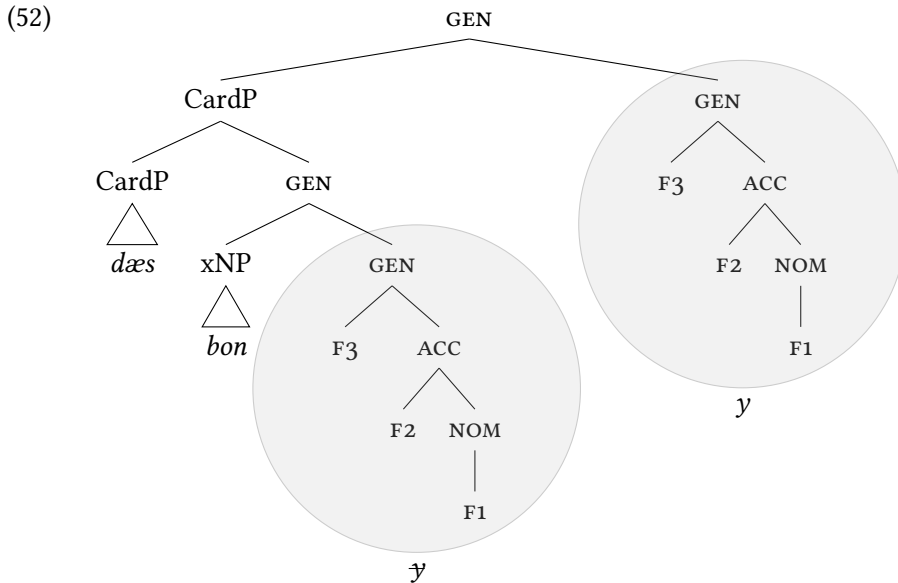 (52)
GEN
CardP GEN
CardP GEN F3 ACC
dæs xNP GEN F2 NOM
bon F3 ACC F1
y
F2 NOM
F1
y